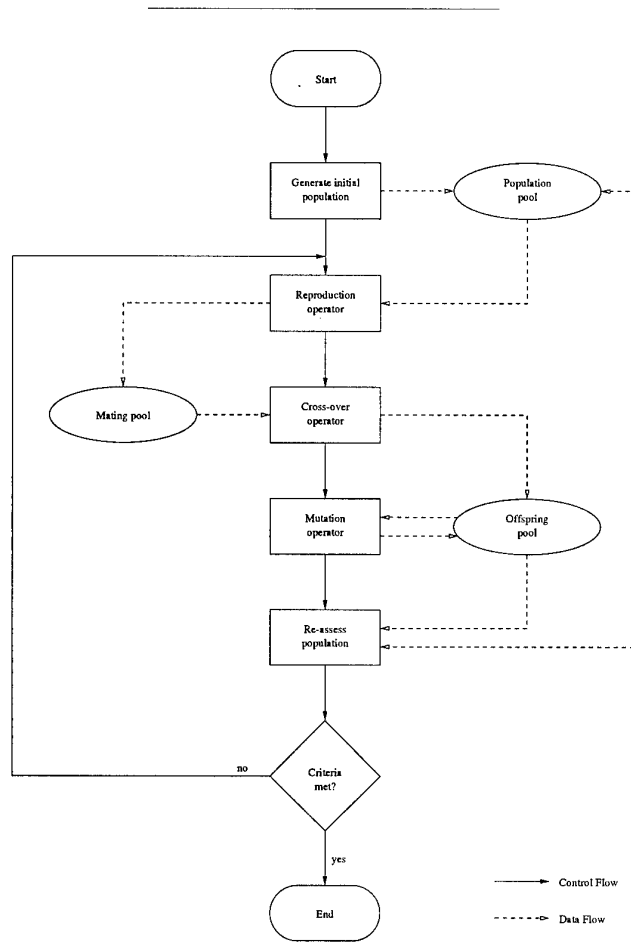 Start
Generate initial
population
Population
pool
Reproduction
operator
Mating pool
Cross-over
operator
Mutation
operator
Offspring
pool
Re-assess
population
Criteria
met?
no
yes
End
Control Flow
Data Flow